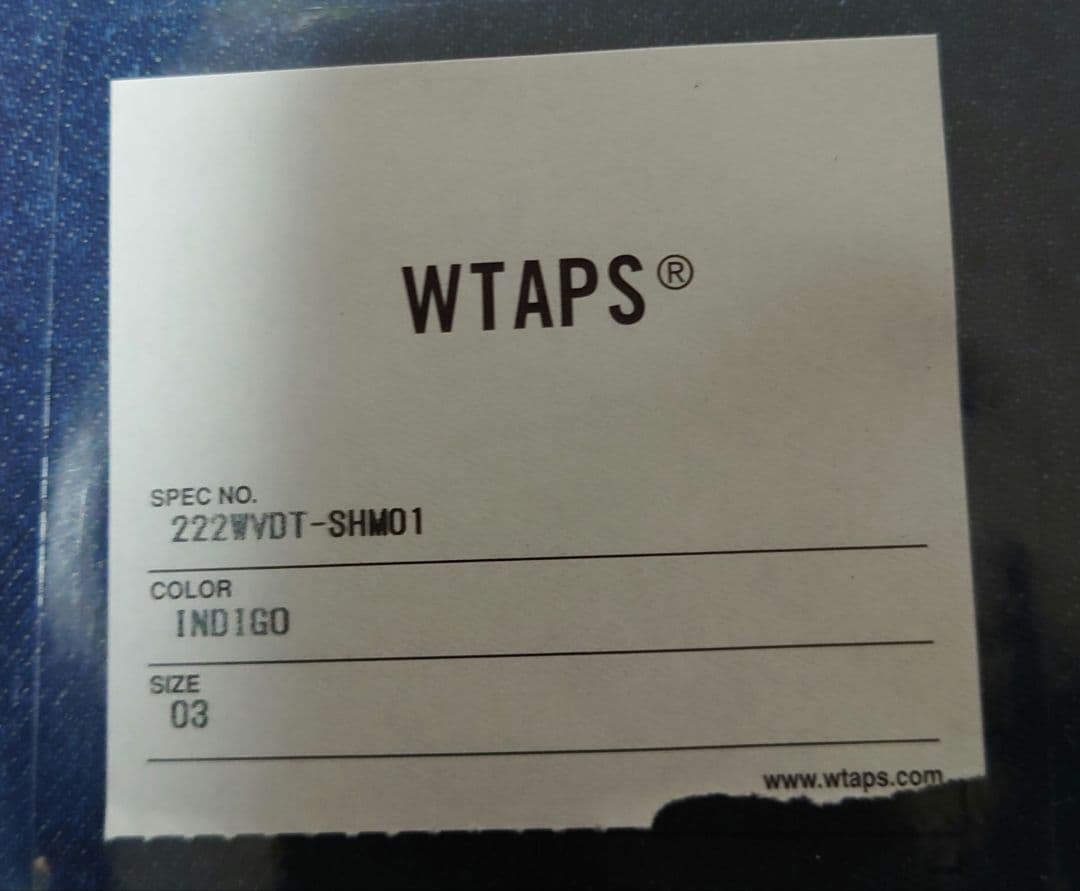 WTAPS®
SPEC NO.
222WVDT-SHM01
COLOR
INDIGO
SIZE
03
www.wtaps.com